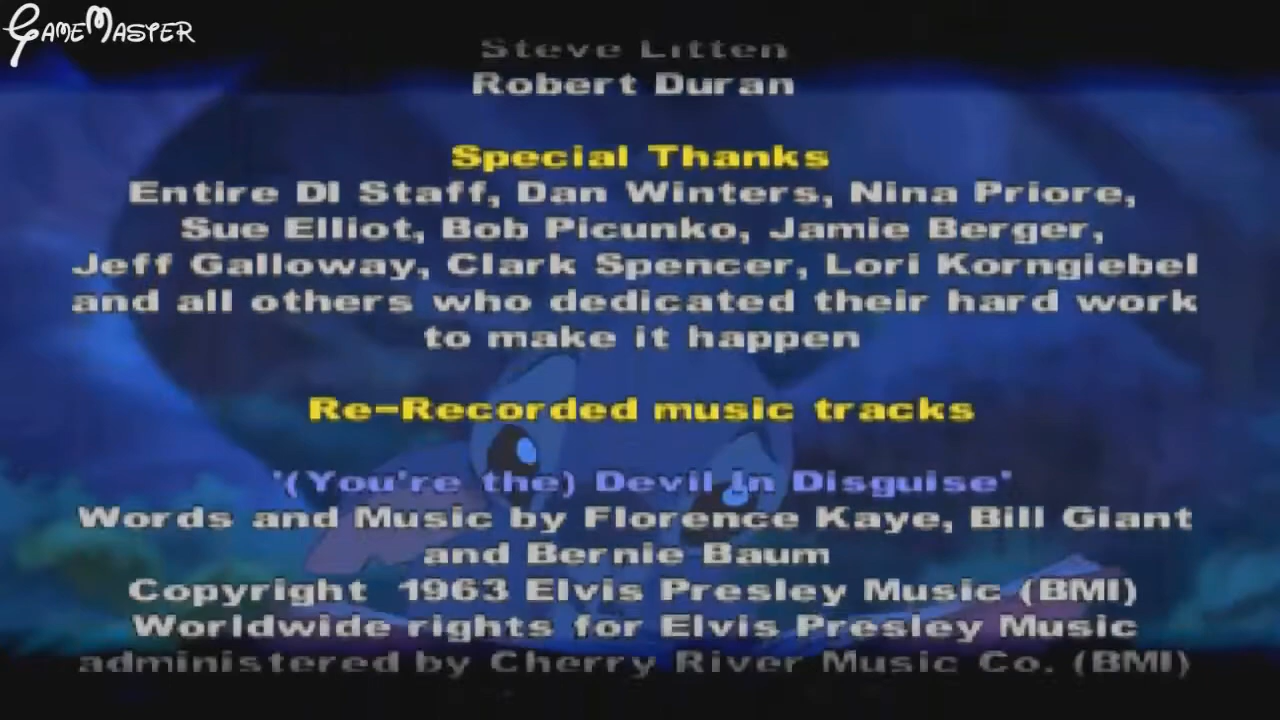 GameMaster
Steve Litten
Robert Duran
Special Thanks
Entire DI Staff, Dan Winters, Nina Priore,
Sue Elliot, Bob Picunko, Jamie Berger,
Jeff Galloway, Clark Spencer, Lori Korngiebel
and all others who dedicated their hard work
to make it happen
Re-Recorded music tracks
'(You're the) Devil In Disguise'
Words and Music by Florence Kaye, Bill Giant
and Bernie Baum
Copyright 1963 Elvis Presley Music (BMI)
Worldwide rights for Elvis Presley Music
administered by Cherry River Music Co. (BMI)